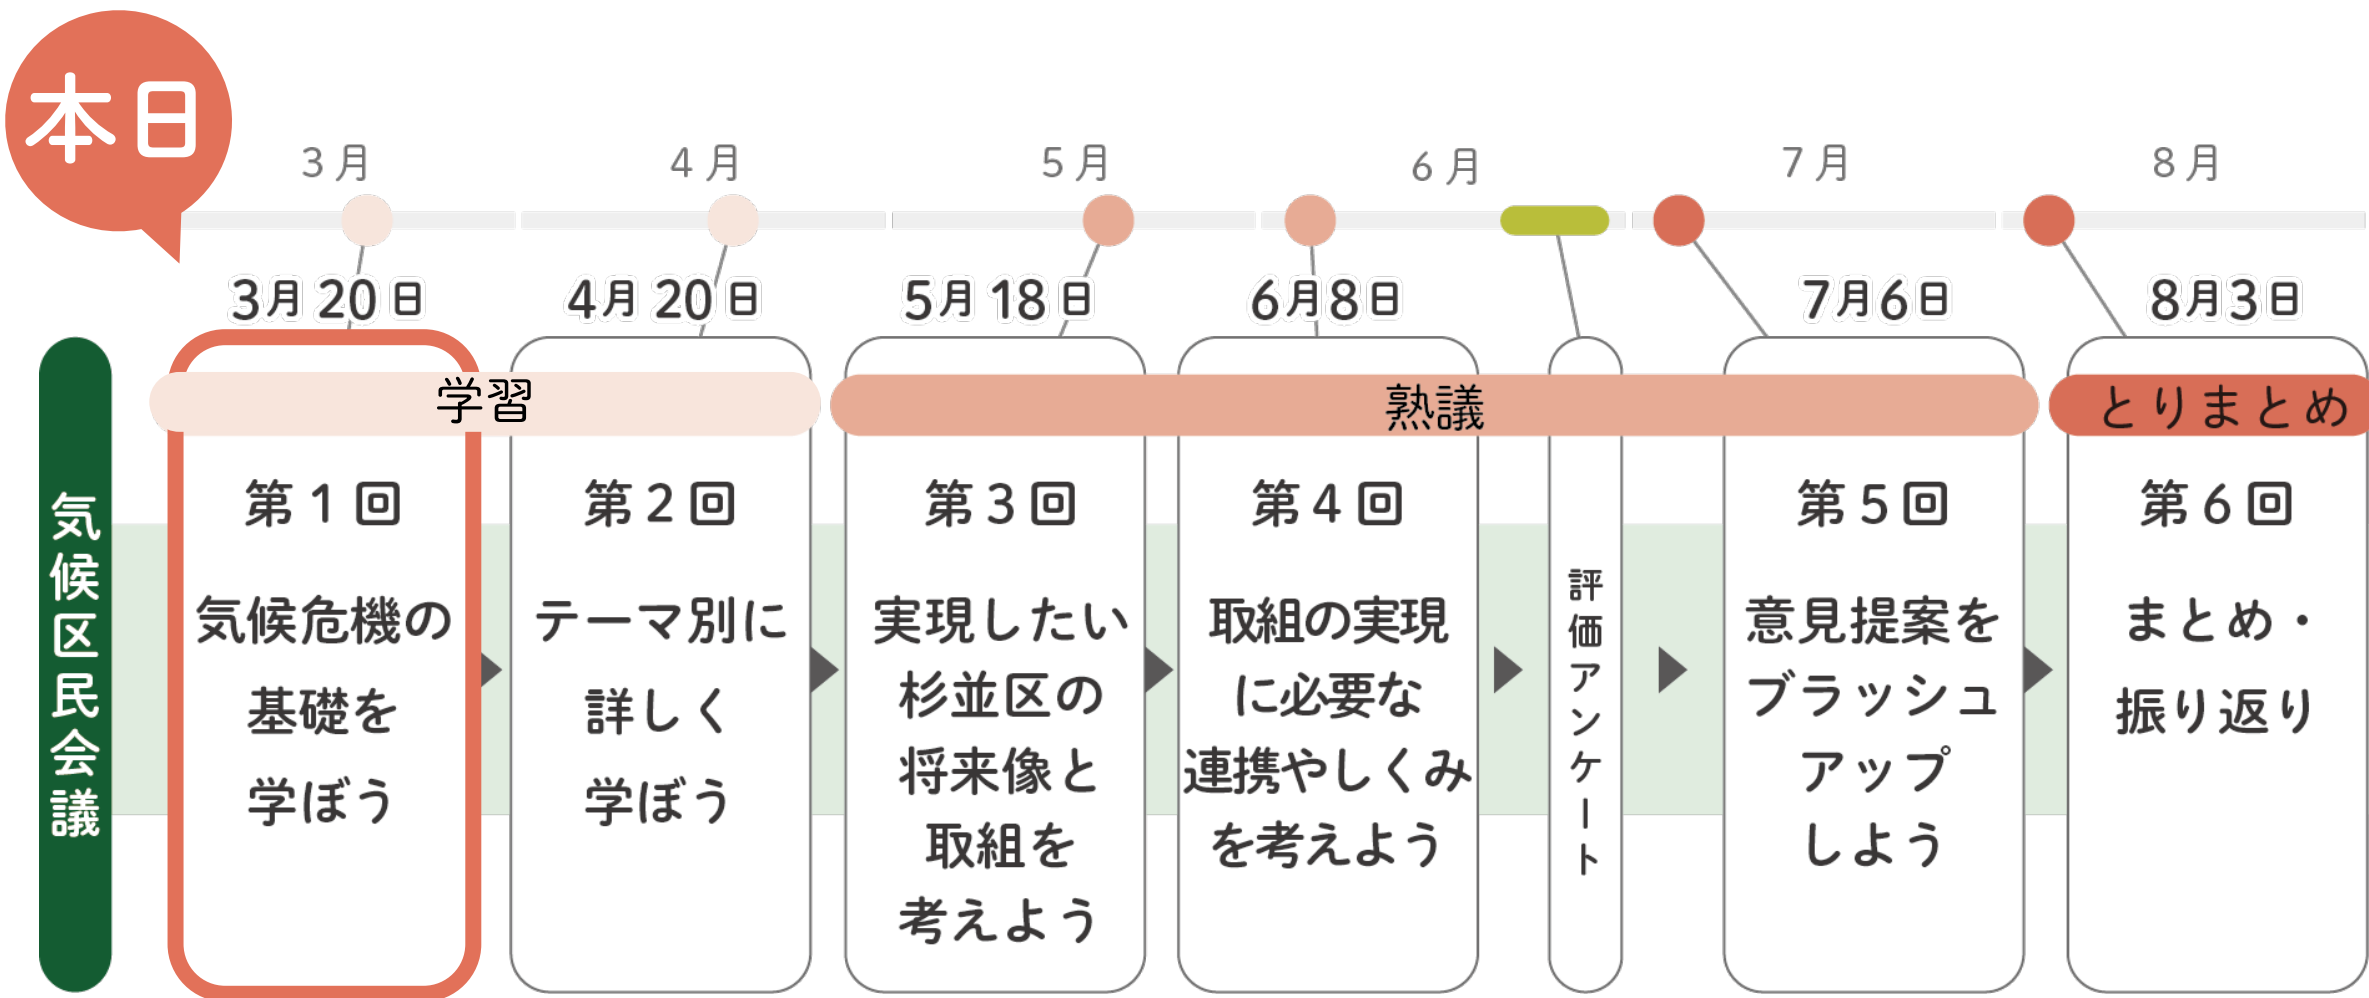 本日
3月
4月
5月
6月
7月
8月
3月20日
4月20日
5月18日
6月8日
7月6日
8月3日
気候区民会議
学習
熟議
とりまとめ
第1回
気候危機の
基礎を
学ぼう
第2回
テーマ別に
詳しく
学ぼう
第3回
実現したい
杉並区の
将来像と
取組を
考えよう
第4回
取組の実現
に必要な
連携やしくみ
を考えよう
評価アンケート
第5回
意見提案を
ブラッシュ
アップ
しよう
第6回
まとめ・
振り返り